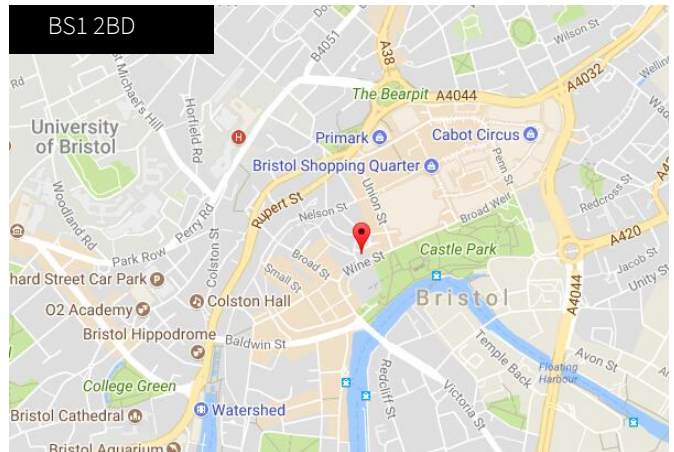 BS1 2BD
B4051
A38
Wilson St
A4032
St Michael's Hill
Horfield Rd
The Bearpit
A4044
University
of Bristol
Primark
Cabot Circus
Penn St
Bristol Shopping Quarter
Union St
Redcross St
Woodland Rd
Perry Rd
Rupert St
Nelson St
Broad Weir
A420
Park Row
Colston St
Broad St
Wine St
Castle Park
Jacob St
Unity St
hard Street Car Park
Small St
Bristol
A4044
Colston Hall
O2 Academy
Bristol Hippodrome
Baldwin St
Temple Back
Avon St
Floating
Harbour
College Green
Redcliff St
Victoria St
Bristol Cathedral
Watershed
Bristol Aquarium